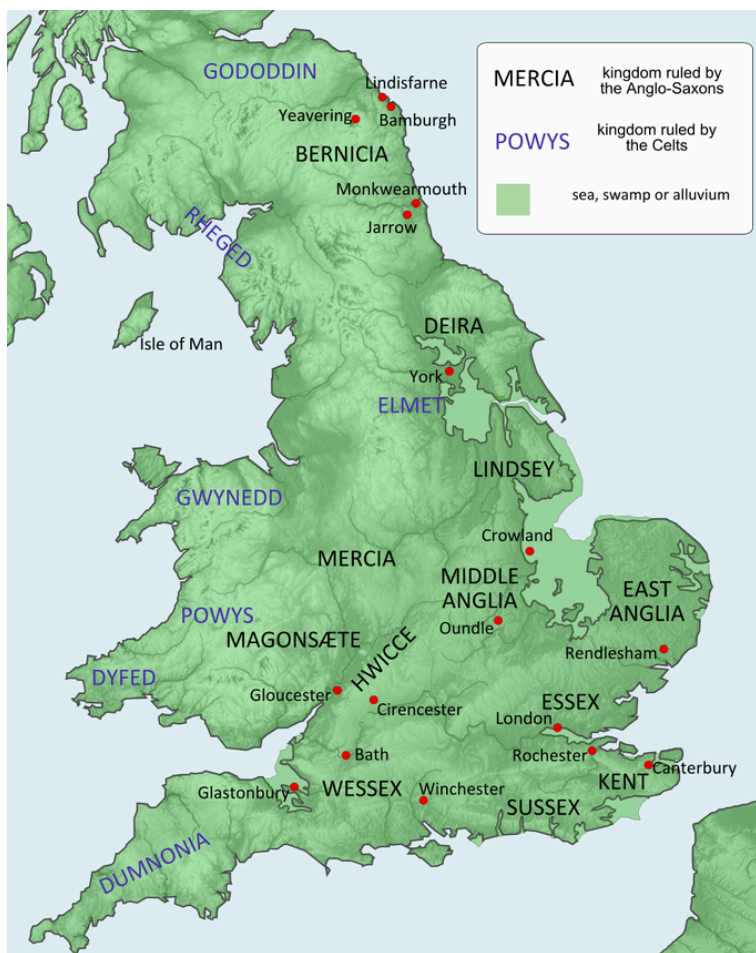 GODODDIN
Lindisfarne
Yeavering
Bamburgh
BERNICIA
Monkwearmouth
Jarrow
RHEGED
Isle of Man
DEIRA
York
ELMET
LINDSEY
GWYNEDD
Crowland
MERCIA
MIDDLE
ANGLIA
EAST
ANGLIA
POWYS
Oundle
MAGONSÆTE
HWICCE
Rendlesham
DYFED
Gloucester
Cirencester
ESSEX
London
Bath
Rochester
Canterbury
KENT
Glastonbury
WESSEX
Winchester
SUSSEX
DUMNONIA
MERCIA kingdom ruled by
the Anglo-Saxons
POWYS kingdom ruled by
the Celts
sea, swamp or alluvium